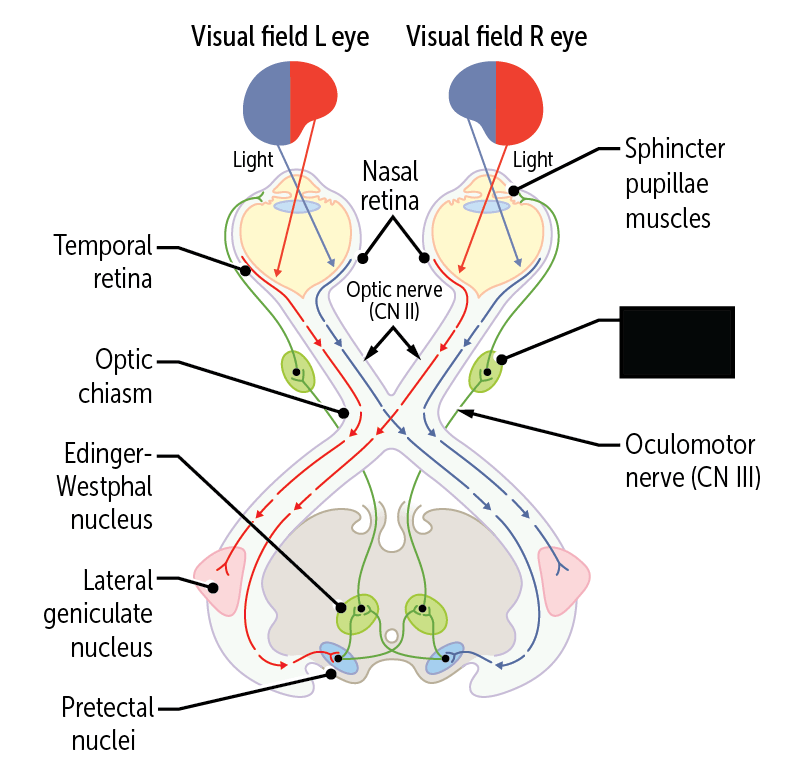 Visual field L eye
Visual field R eye
Light
Light
Nasal
retina
Sphincter
pupillae
muscles
Temporal
retina
Optic nerve
(CN II)
Optic
chiasm
Edinger-
Westphal
nucleus
Oculomotor
nerve (CN III)
Lateral
geniculate
nucleus
Pretectal
nuclei